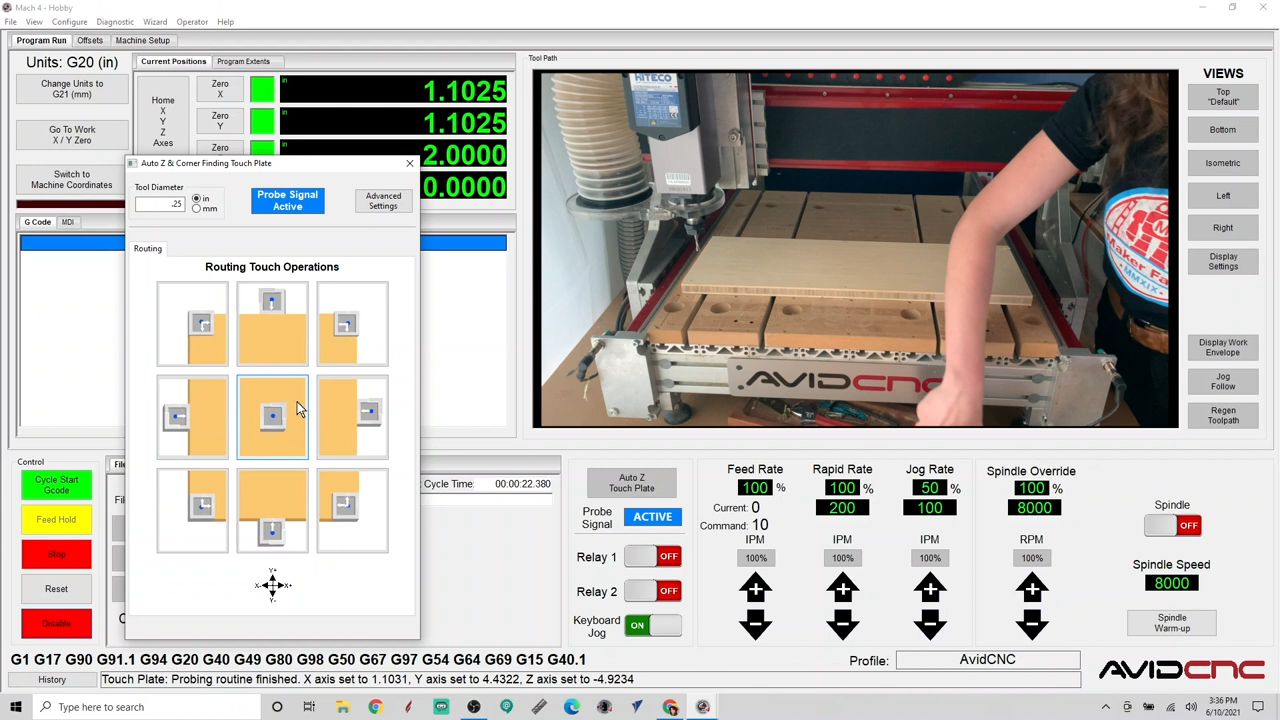 Mach 4 - Hobby
File View Configure Diagnostic Wizard Operator Help
Program Run Offsets Machine Setup
Units: G20 (in)
Change Units to
G21 (mm)
Go To Work
X / Y Zero
Switch to
Machine Coordinates
Current Positions Program Extents
Home
X
Y
Z
Axes
Zero
X
in
1.1025
Zero
Y
in
1.1025
Zero
in
2.0000
0.0000
G Code MDI
Auto Z & Corner Finding Touch Plate
Tool Diameter
.25
in
mm
Probe Signal
Active
Advanced
Settings
Routing
Routing Touch Operations
Y+
X- X+
Y-
Tool Path
HITECO
AVIDCNC
Maker Fa
MMXIX
VIEWS
Top
"Default"
Bottom
Isometric
Left
Right
Display
Settings
Display Work
Envelope
Jog
Follow
Regen
Toolpath
Control
Cycle Start
Gcode
Feed Hold
Stop
Reset
Disable
Cycle Time: 00:00:22.380
Auto Z
Touch Plate
Probe
Signal
ACTIVE
Relay 1
OFF
Relay 2
OFF
Keyboard
Jog
ON
Feed Rate
100 %
Current: 0
Command: 10
IPM
100%
Rapid Rate
100 %
200
IPM
100%
Jog Rate
50 %
100
IPM
100%
Spindle Override
100 %
8000
RPM
100%
Spindle
OFF
Spindle Speed
8000
Spindle
Warm-up
G1 G17 G90 G91.1 G94 G20 G40 G49 G80 G98 G50 G67 G97 G54 G64 G69 G15 G40.1
Profile: AvidCNC
AVIDCNC
History
Touch Plate: Probing routine finished. X axis set to 1.1031, Y axis set to 4.4322, Z axis set to -4.9234
Type here to search
3:36 PM
6/10/2021